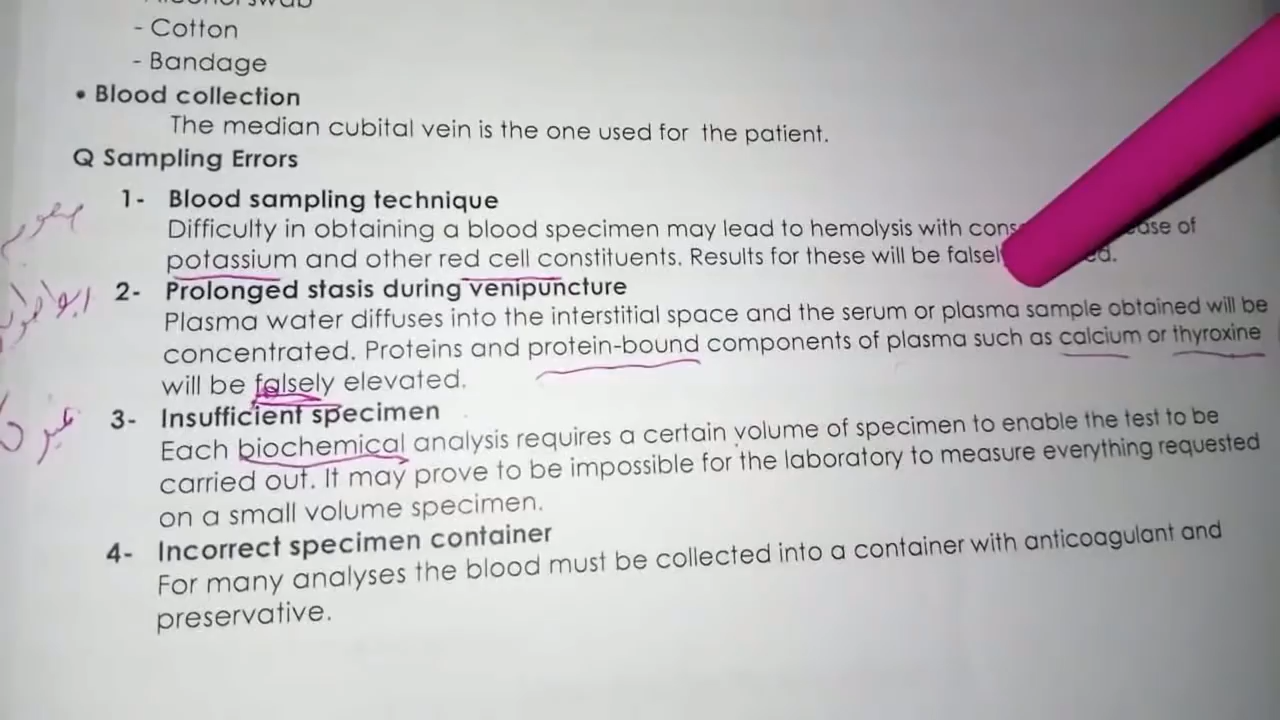 - Cotton
- Bandage
• Blood collection
The median cubital vein is the one used for the patient.
Q Sampling Errors
1- Blood sampling technique
Difficulty in obtaining a blood specimen may lead to hemolysis with of
potassium and other red cell constituents. Results for these will be
2- Prolonged stasis during venipuncture
Plasma water diffuses into the interstitial space and the serum or plasma sample obtained will be
concentrated. Proteins and protein-bound components of plasma such as calcium or thyroxine
will be falsely elevated.
3- Insufficient specimen
Each biochemical analysis requires a certain volume of specimen to enable the test to be
carried out. It may prove to be impossible for the laboratory to measure everything requested
on a small volume specimen.
4- Incorrect specimen container
For many analyses the blood must be collected into a container with anticoagulant and
preservative.